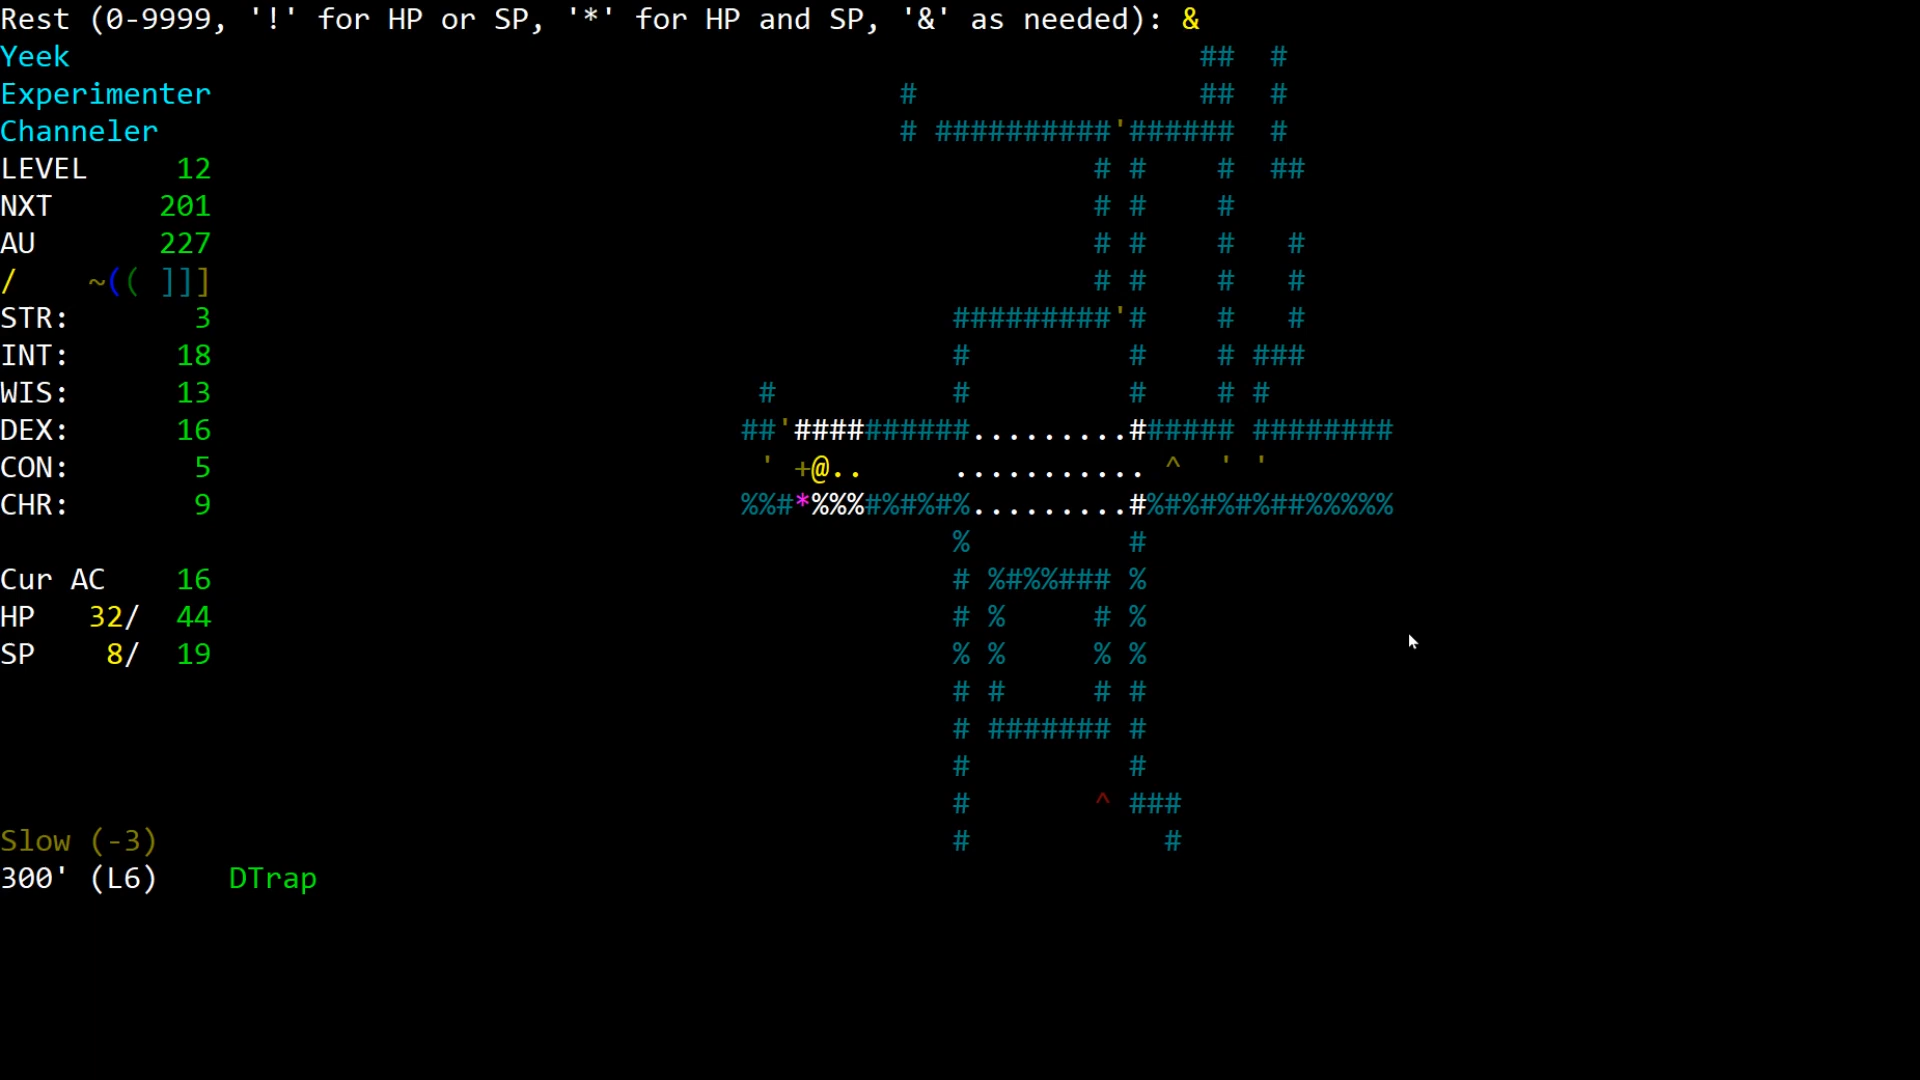 Rest (0-9999, '!' for HP or SP, '*' for HP and SP, '&' as needed): &
Yeek ## #
Experimenter # ## #
Channeler # ##########'###### #
LEVEL 12 # # # ##
NXT 201 # # #
AU 227 # # # #
/ ~(( ]]] # # # #
STR: 3 #########'# # #
INT: 18 # # # ###
WIS: 13 # # # # #
DEX: 16 ##'##########.........###### ########
CON: 5 ' +@.. ........... ^ ' '
CHR: 9 %%#*%%%#%#%#%.........#%#%#%#%##%%%%%
% #
Cur AC 16 # %#%%### %
HP 32/ 44 # % # %
SP 8/ 19 % % % %
# # # #
# ####### #
# #
# ^ ###
Slow (-3) # #
300' (L6) DTrap